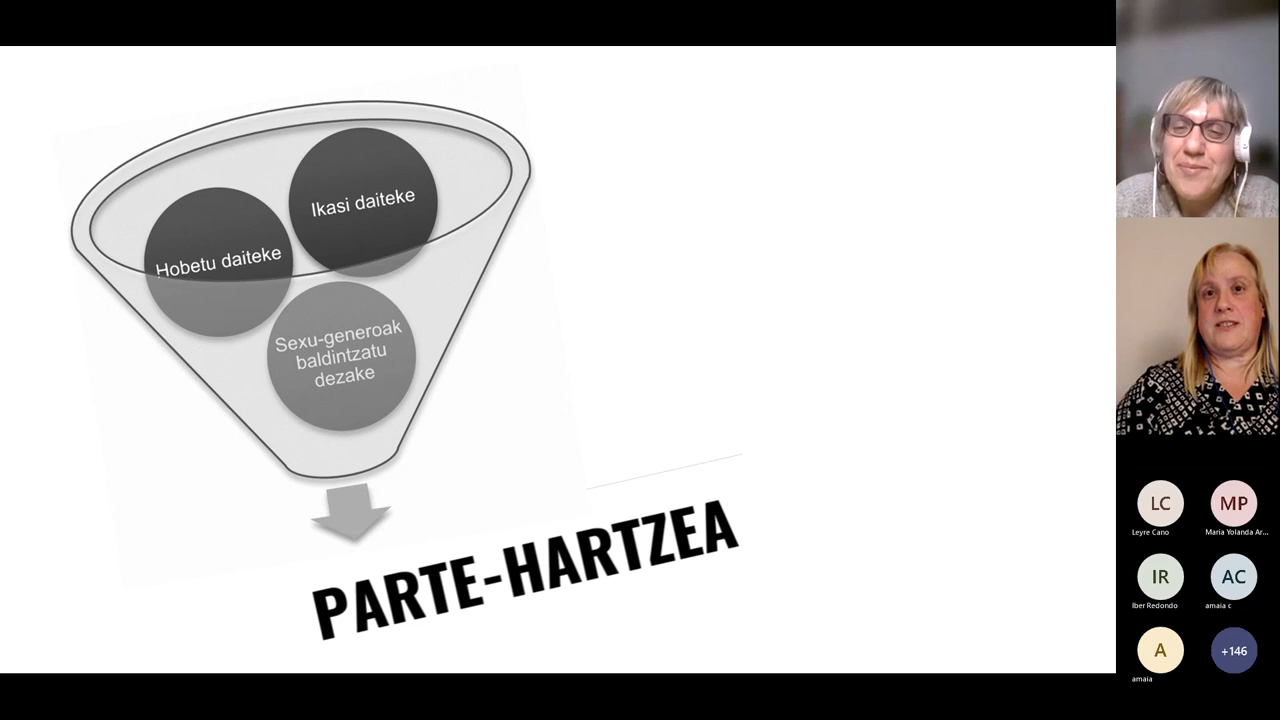 Ikasi daiteke
Hobetu daiteke
Sexu-generoak
baldintzatu
dezake
PARTE-HARTZEA
LC
MP
Leyre Cano
Maria Yolanda Ar...
IR
AC
Iber Redondo
amaia c
A
+146
amaia